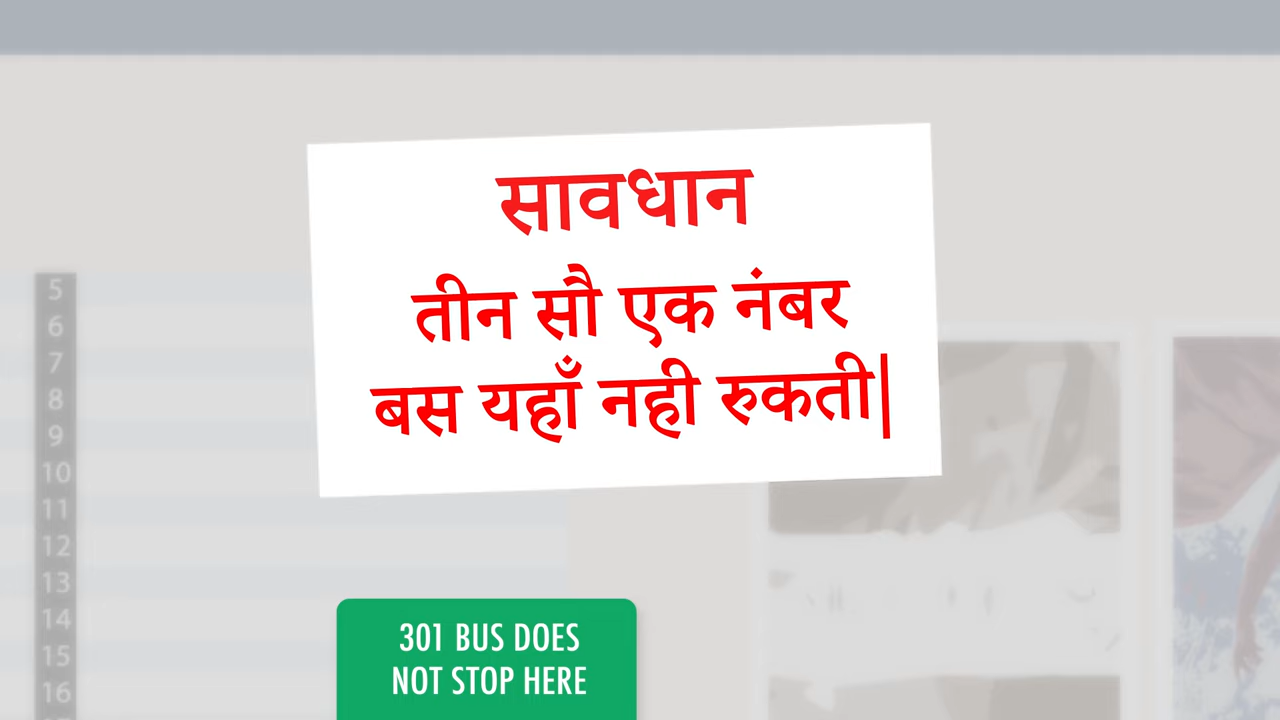 सावधान
तीन सौ एक नंबर
बस यहाँ नही रुकती|
5
6
7
8
9
10
11
12
13
14
15
16
301 BUS DOES
NOT STOP HERE